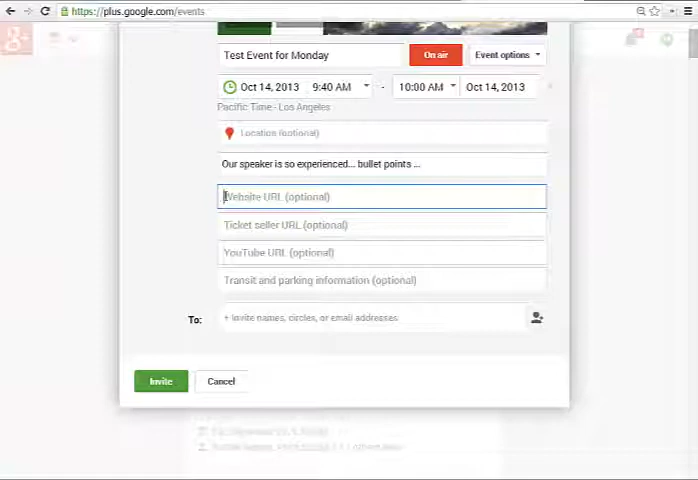 https://plus.google.com/events
Test Event for Monday
On air
Event options
Oct 14, 2013
9:40 AM
-
10:00 AM
Oct 14, 2013
Pacific Time - Los Angeles
Location (optional)
Our speaker is so experienced... bullet points ...
Website URL (optional)
Ticket seller URL (optional)
YouTube URL (optional)
Transit and parking information (optional)
To:
+ Invite names, circles, or email addresses
Invite
Cancel